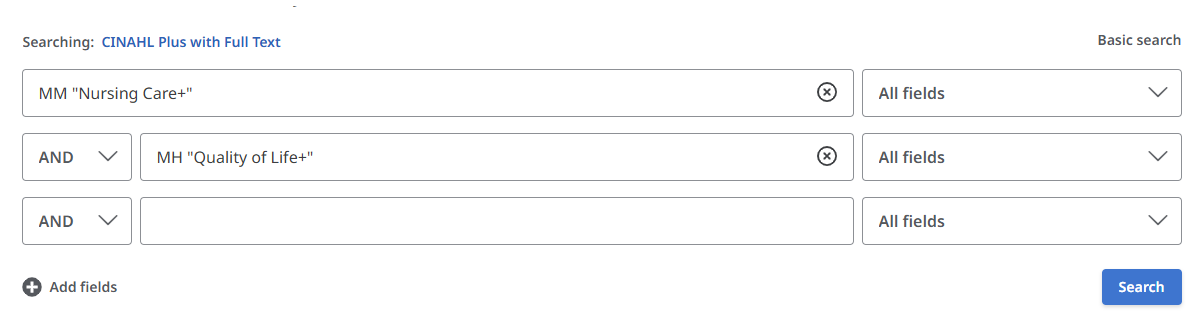 Searching: CINAHL Plus with Full Text
Basic search
MM "Nursing Care+" All fields
AND MH "Quality of Life+" All fields
AND All fields
Add fields
Search